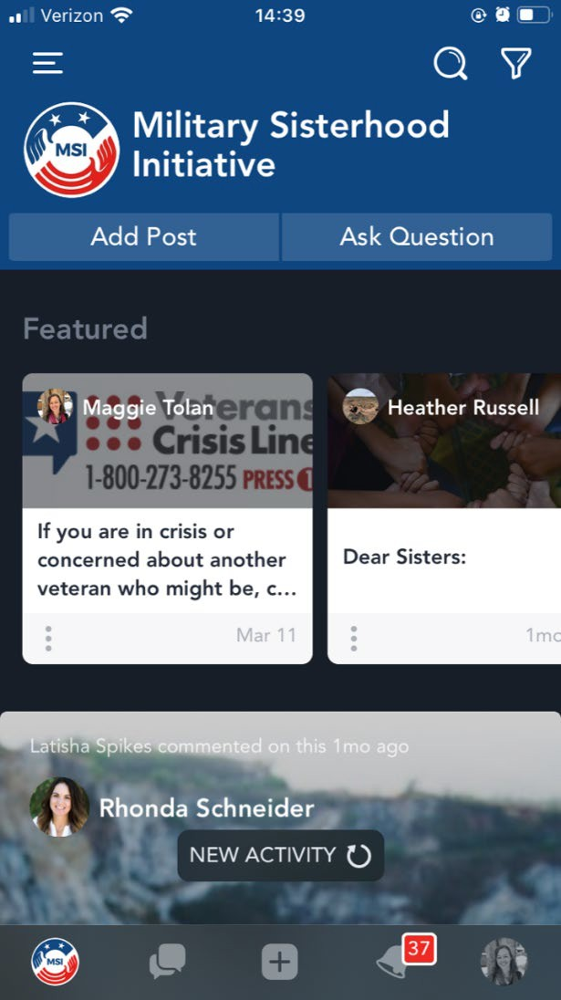 Verizon 14:39
MSI
Military Sisterhood
Initiative
Add Post Ask Question
Featured
Maggie Tolan
Veterans
Crisis Line
1-800-273-8255 PRESS 1
If you are in crisis or
concerned about another
veteran who might be, c...
Mar 11
Heather Russell
Dear Sisters:
1mo
Latisha Spikes commented on this 1mo ago
Rhonda Schneider
NEW ACTIVITY
MSI
37